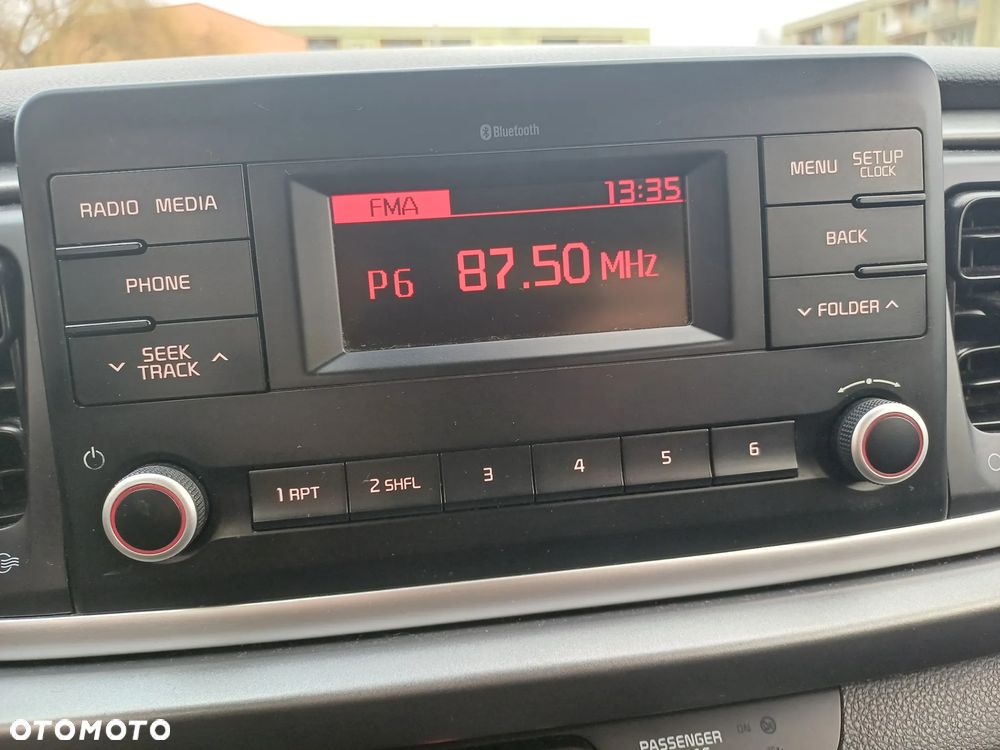 Bluetooth
RADIO MEDIA
PHONE
SEEK
TRACK
FMA 13:35
P6 87.50 MHz
MENU SETUP
CLOCK
BACK
FOLDER
1 RPT 2 SHFL 3 4 5 6
OTOMOTO
PASSENGER
ON